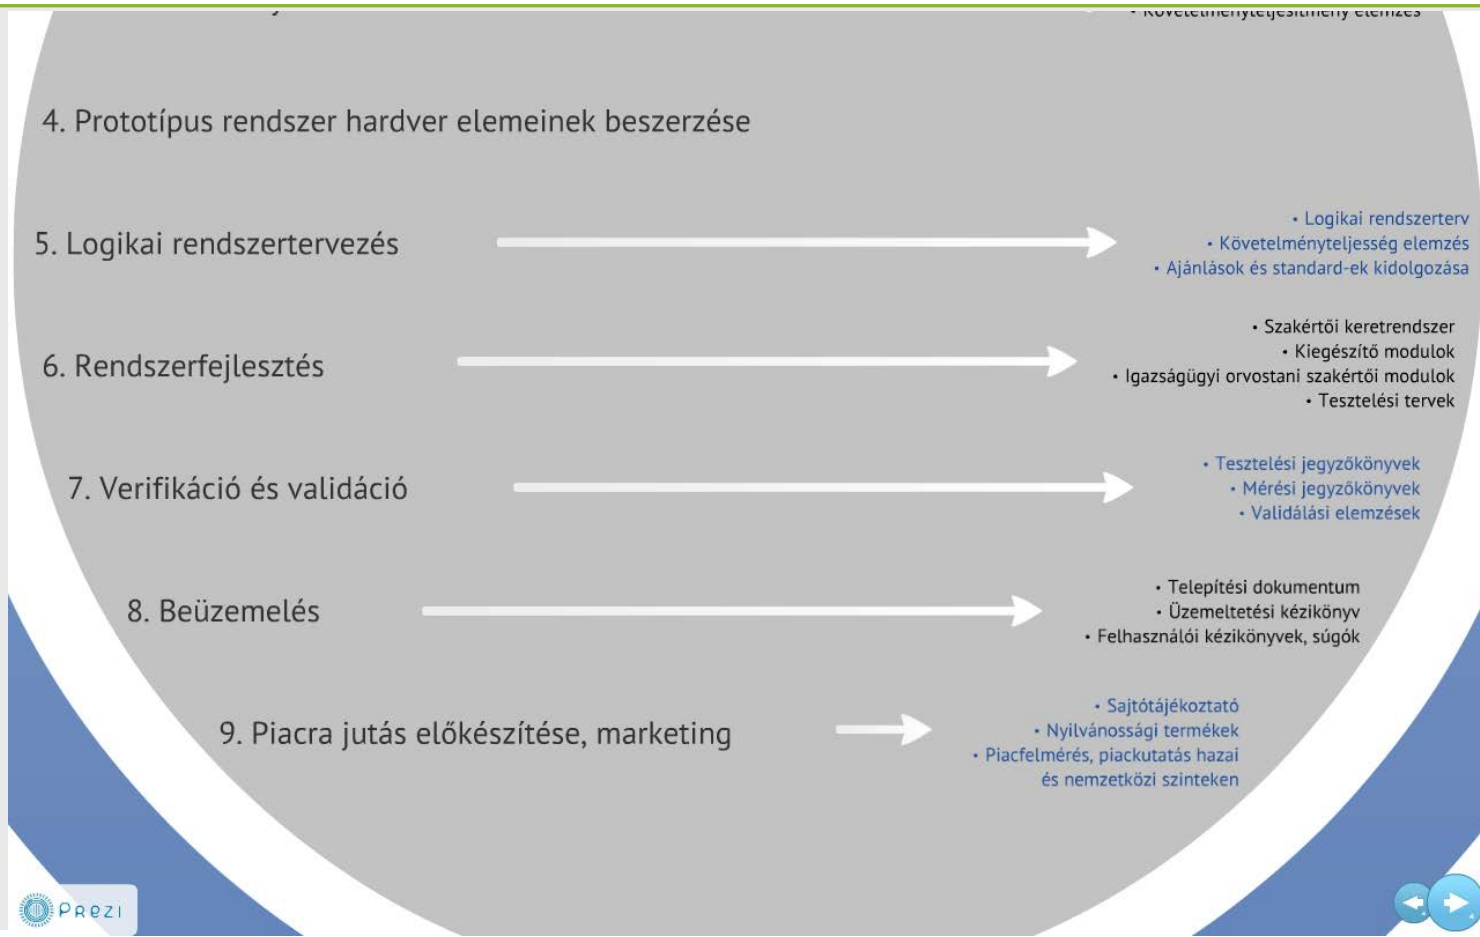 • Követelményteljesítmény elemzés
4. Prototípus rendszer hardver elemeinek beszerzése
5. Logikai rendszertervezés
• Logikai rendszerterv
• Követelményteljesség elemzés
• Ajánlások és standard-ek kidolgozása
6. Rendszerfejlesztés
• Szakértői keretrendszer
• Kiegészítő modulok
• Igazságügyi orvostani szakértői modulok
• Tesztelési tervek
7. Verifikáció és validáció
• Tesztelési jegyzőkönyvek
• Mérési jegyzőkönyvek
• Validálási elemzések
8. Beüzemelés
• Telepítési dokumentum
• Üzemeltetési kézikönyv
• Felhasználói kézikönyvek, súgók
9. Piacra jutás előkészítése, marketing
• Sajtótájékoztató
• Nyilvánossági termékek
• Piacfelmérés, piackutatás hazai
és nemzetközi szinteken
PREZI